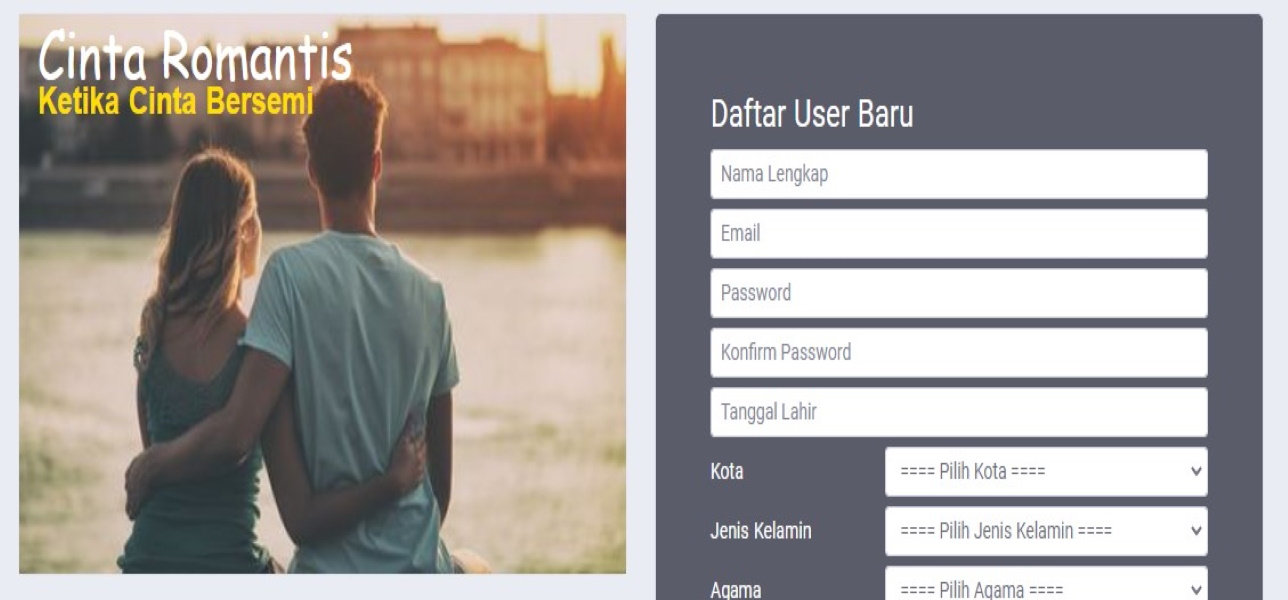 Cinta Romantis
Ketika Cinta Bersemi
Daftar User Baru
Nama Lengkap
Email
Password
Konfirm Password
Tanggal Lahir
Kota ==== Pilih Kota ====
Jenis Kelamin ==== Pilih Jenis Kelamin ====
Agama ==== Pilih Agama ====